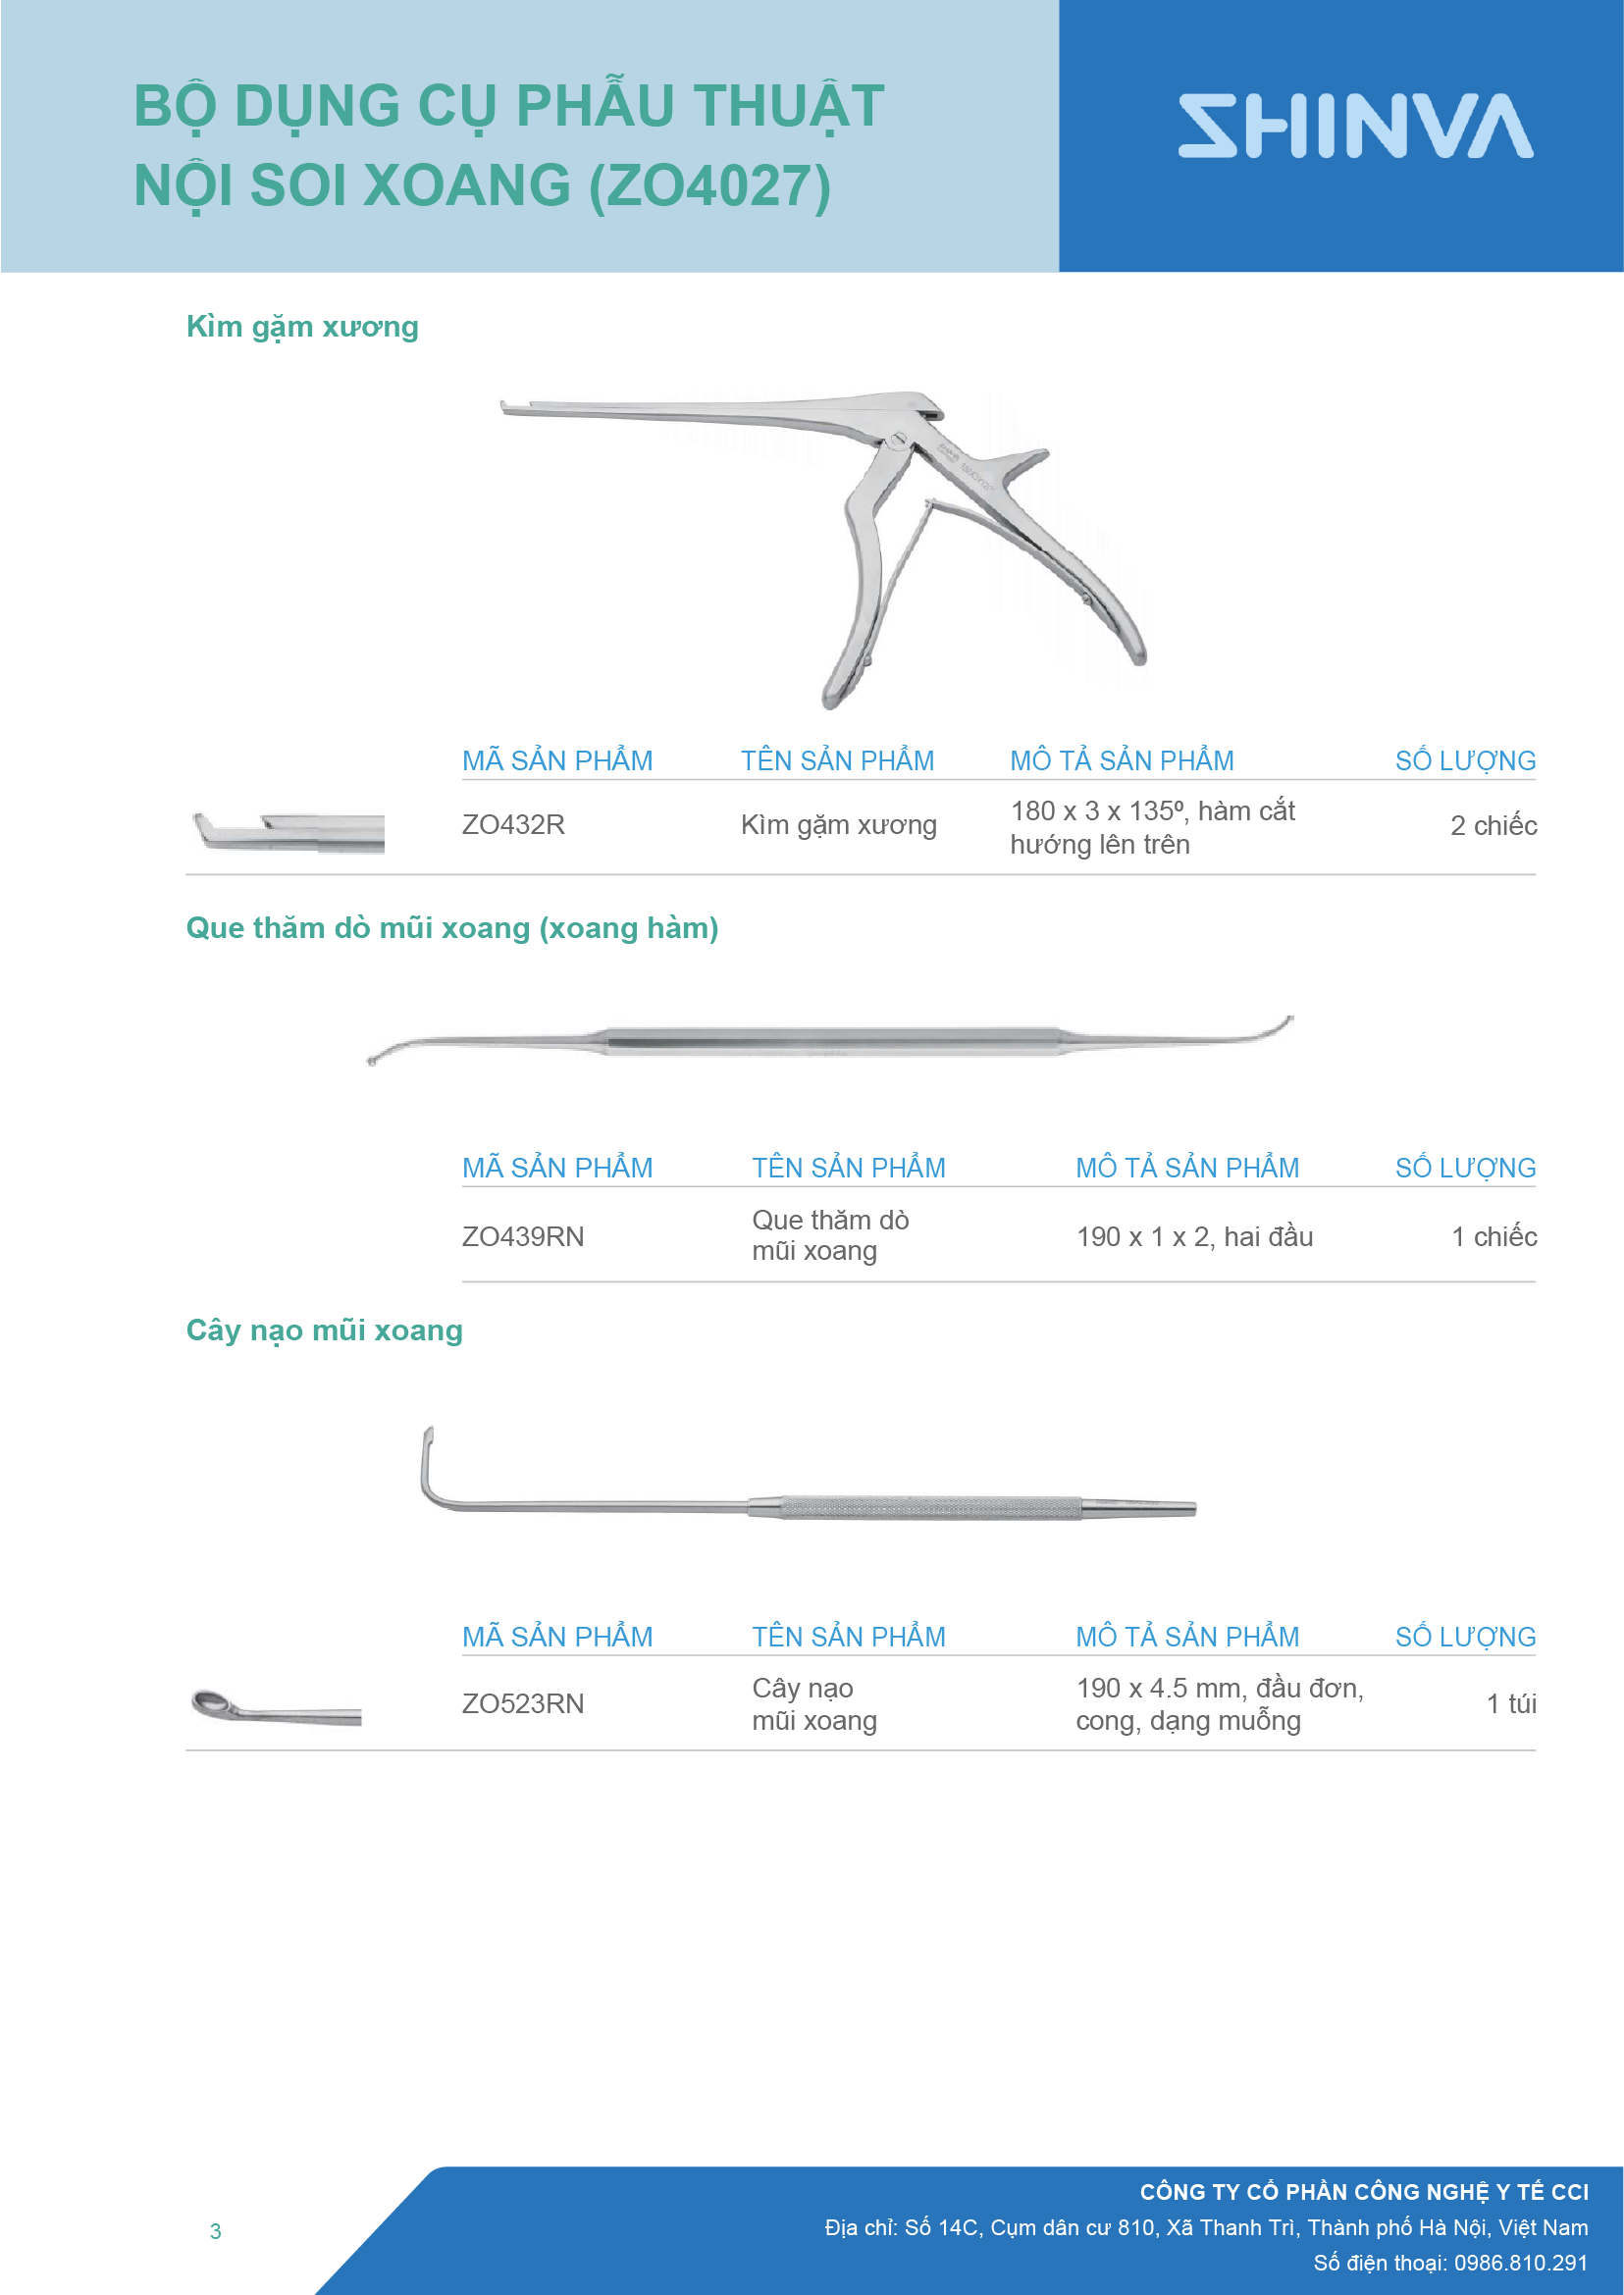 BỘ DỤNG CỤ PHẪU THUẬT
NỘI SOI XOANG (ZO4027)
SHINVA
Kìm gặm xương
MÃ SẢN PHẨM TÊN SẢN PHẨM MÔ TẢ SẢN PHẨM SỐ LƯỢNG
ZO432R Kìm gặm xương 180 x 3 x 135º, hàm cắt hướng lên trên 2 chiếc
Que thăm dò mũi xoang (xoang hàm)
MÃ SẢN PHẨM TÊN SẢN PHẨM MÔ TẢ SẢN PHẨM SỐ LƯỢNG
ZO439RN Que thăm dò mũi xoang 190 x 1 x 2, hai đầu 1 chiếc
Cây nạo mũi xoang
MÃ SẢN PHẨM TÊN SẢN PHẨM MÔ TẢ SẢN PHẨM SỐ LƯỢNG
ZO523RN Cây nạo mũi xoang 190 x 4.5 mm, đầu đơn, cong, dạng muỗng 1 túi
CÔNG TY CỔ PHẦN CÔNG NGHỆ Y TẾ CCI
Địa chỉ: Số 14C, Cụm dân cư 810, Xã Thanh Trì, Thành phố Hà Nội, Việt Nam
Số điện thoại: 0986.810.291
3